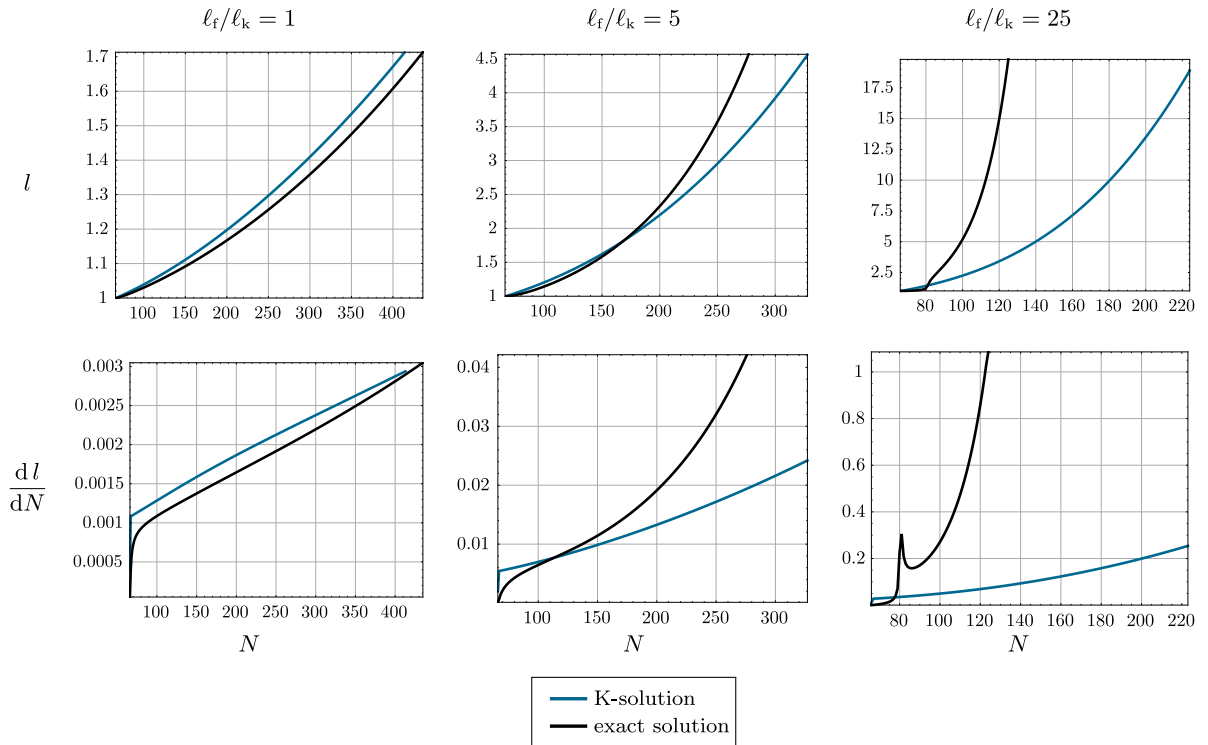 ℓf/ℓk = 1 ℓf/ℓk = 5 ℓf/ℓk = 25
l
1.7
1.6
1.5
1.4
1.3
1.2
1.1
1
100 150 200 250 300 350 400
4.5
4
3.5
3
2.5
2
1.5
1
100 150 200 250 300
17.5
15
12.5
10
7.5
5
2.5
80 100 120 140 160 180 200 220
d l
dN
0.003
0.0025
0.002
0.0015
0.001
0.0005
100 150 200 250 300 350 400
0.04
0.03
0.02
0.01
100 150 200 250 300
1
0.8
0.6
0.4
0.2
80 100 120 140 160 180 200 220
N N N
K-solution
exact solution